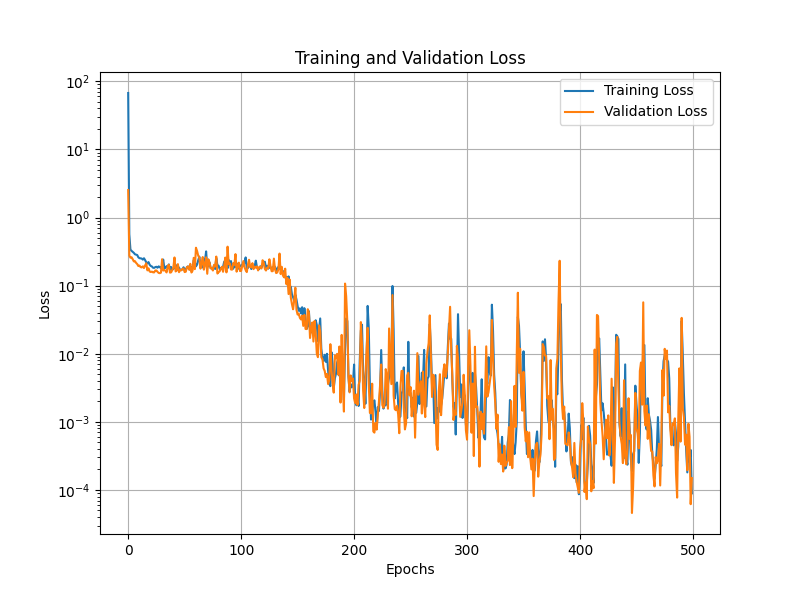 Training and Validation Loss
Training Loss
Validation Loss
Loss
10²
10¹
10⁰
10⁻¹
10⁻²
10⁻³
10⁻⁴
0 100 200 300 400 500
Epochs